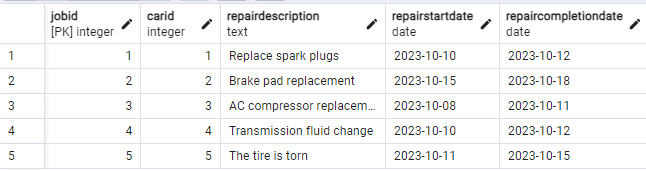 jobid carid repairdescription repairstartdate repaircompletiondate
[PK] integer integer text date date
1 1 1 Replace spark plugs 2023-10-10 2023-10-12
2 2 2 Brake pad replacement 2023-10-15 2023-10-18
3 3 3 AC compressor replacem... 2023-10-08 2023-10-11
4 4 4 Transmission fluid change 2023-10-10 2023-10-12
5 5 5 The tire is torn 2023-10-11 2023-10-15